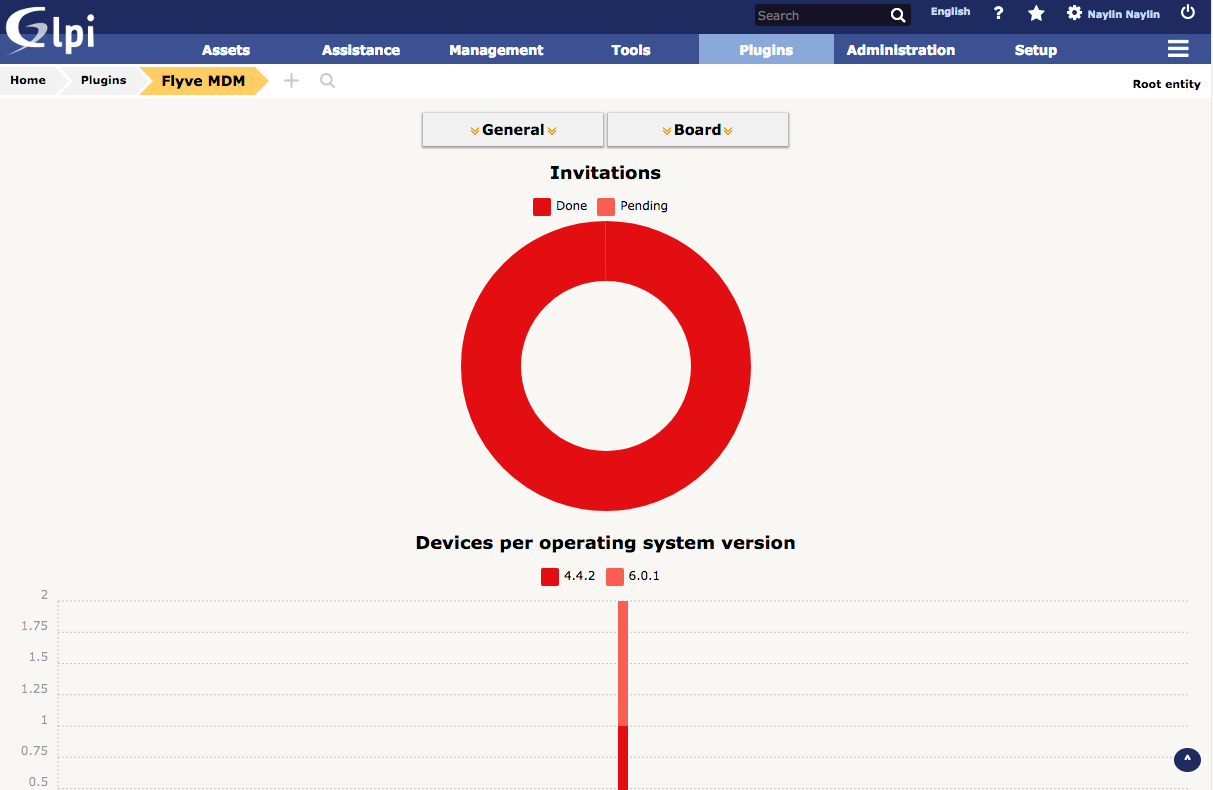 Glpi
Search English ? Naylin Naylin
Assets Assistance Management Tools Plugins Administration Setup
Home Plugins Flyve MDM Root entity
General Board
Invitations
Done Pending
Devices per operating system version
4.4.2 6.0.1
2
1.75
1.5
1.25
1
0.75
0.5
^